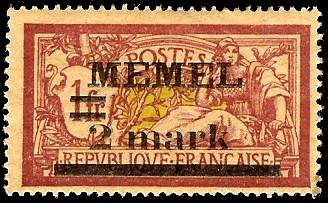 POSTES
MEMEL
1f
2 mark
REPVBLIQVE·FRANÇAISE